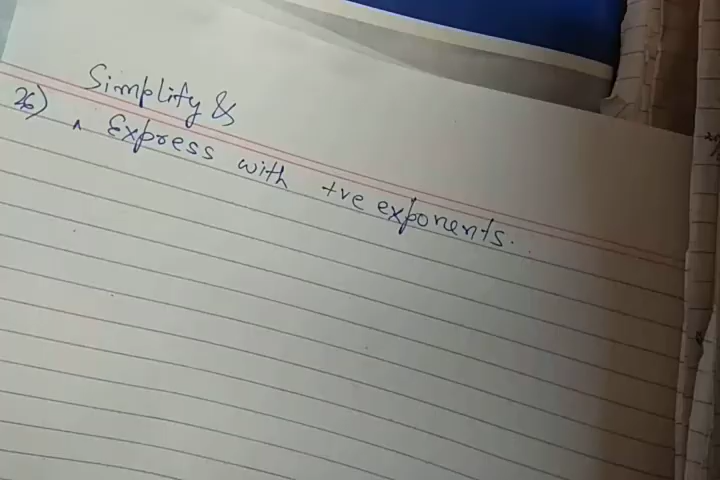 Simplify &
26) ^ Express with +ve exponents.